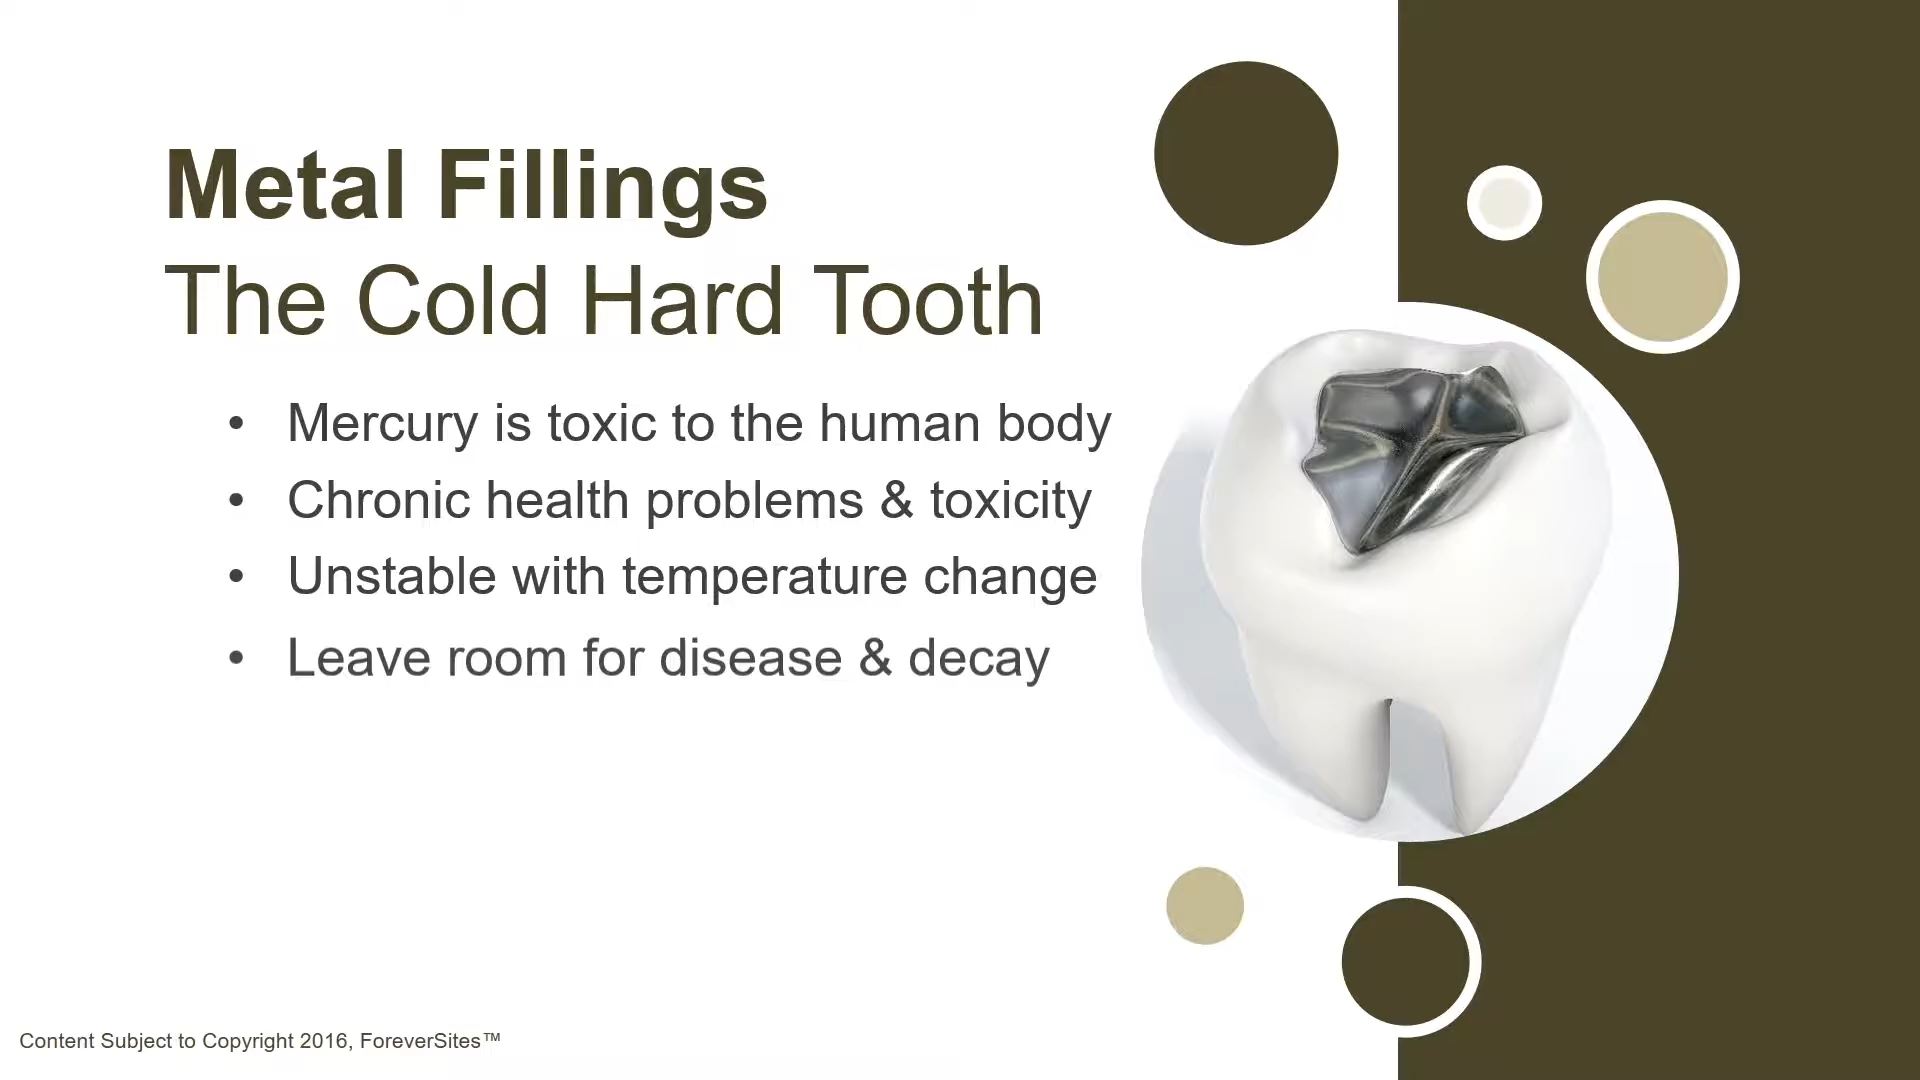 Metal Fillings
The Cold Hard Tooth
• Mercury is toxic to the human body
• Chronic health problems & toxicity
• Unstable with temperature change
• Leave room for disease & decay
Content Subject to Copyright 2016, ForeverSites™